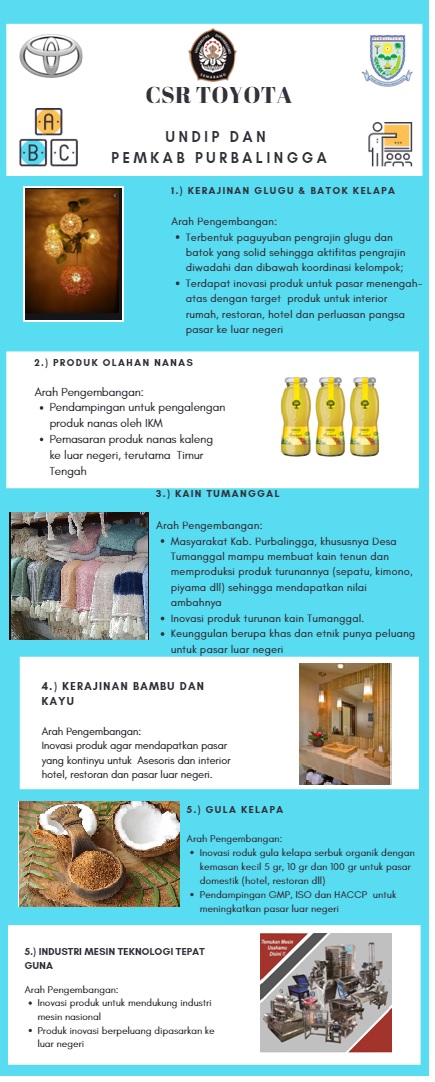 SEMARANG
CSR TOYOTA
A
B C
UNDIP DAN
PEMKAB PURBALINGGA
1.) KERAJINAN GLUGU & BATOK KELAPA
Arah Pengembangan:
Terbentuk paguyuban pengrajin glugu dan
batok yang solid sehingga aktifitas pengrajin
diwadahi dan dibawah koordinasi kelompok;
Terdapat inovasi produk untuk pasar menengah-
atas dengan target produk untuk interior
rumah, restoran, hotel dan perluasan pangsa
pasar ke luar negeri
2.) PRODUK OLAHAN NANAS
Arah Pengembangan:
Pendampingan untuk pengalengan
produk nanas oleh IKM
Pemasaran produk nanas kaleng
ke luar negeri, terutama Timur
Tengah
3.) KAIN TUMANGGAL
Arah Pengembangan:
Masyarakat Kab. Purbalingga, khususnya Desa
Tumanggal mampu membuat kain tenun dan
memproduksi produk turunannya (sepatu, kimono,
piyama dll) sehingga mendapatkan nilai
ambahnya
Inovasi produk turunan kain Tumanggal.
Keunggulan berupa khas dan etnik punya peluang
untuk pasar luar negeri
4.) KERAJINAN BAMBU DAN
KAYU
Arah Pengembangan:
Inovasi produk agar mendapatkan pasar
yang kontinyu untuk Asesoris dan interior
hotel, restoran dan pasar luar negeri.
5.) GULA KELAPA
Arah Pengembangan:
Inovasi roduk gula kelapa serbuk organik dengan
kemasan kecil 5 gr, 10 gr dan 100 gr untuk pasar
domestik (hotel, restoran dll)
Pendampingan GMP, ISO dan HACCP untuk
meningkatkan pasar luar negeri
5.) INDUSTRI MESIN TEKNOLOGI TEPAT
GUNA
Arah Pengembangan:
Inovasi produk untuk mendukung industri
mesin nasional
Produk inovasi berpeluang dipasarkan ke
luar negeri
Temukan Mesin
Usahamu
Disini !!